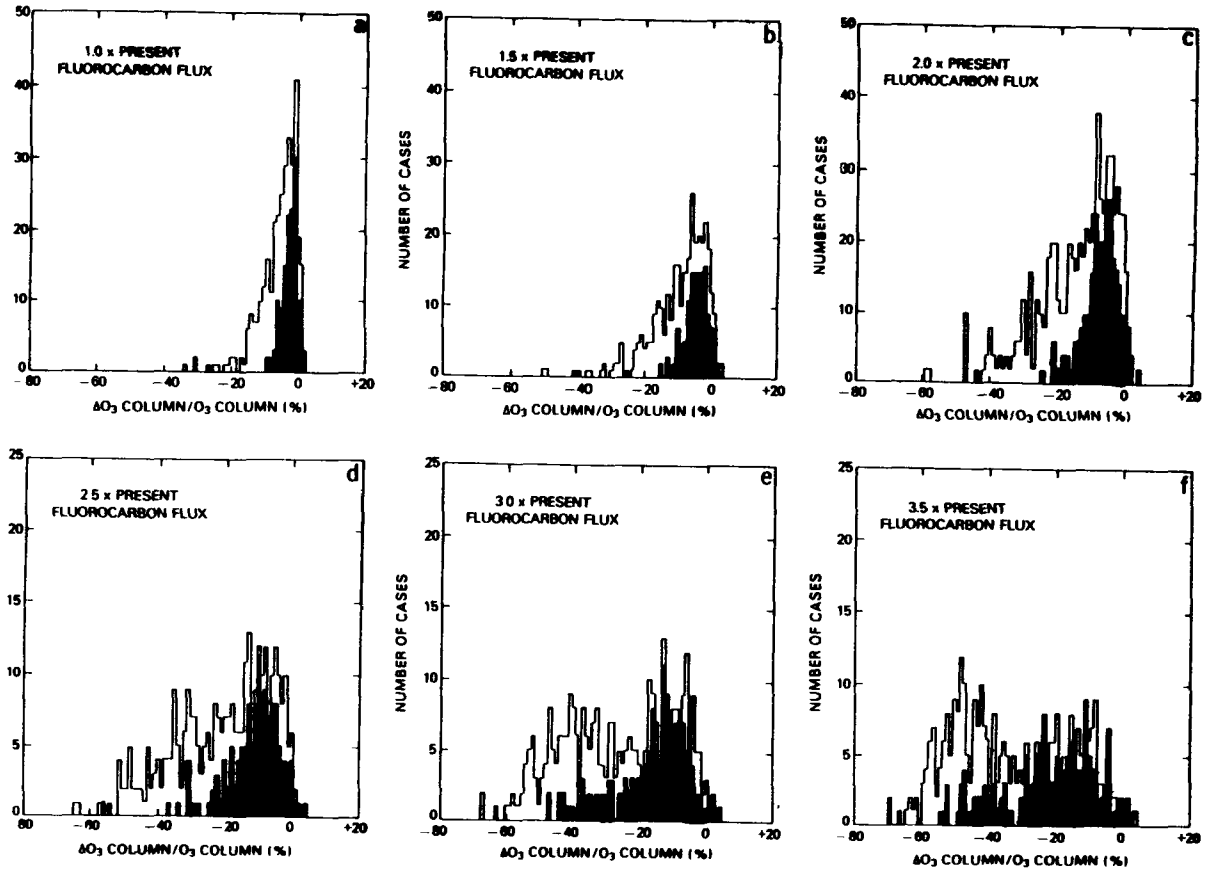 a
1.0 x PRESENT
FLUOROCARBON FLUX
50
40
30
20
10
0
-80 -60 -40 -20 0 +20
ΔO3 COLUMN/O3 COLUMN (%)
b
1.5 x PRESENT
FLUOROCARBON FLUX
NUMBER OF CASES
50
40
30
20
10
0
-80 -60 -40 -20 0 +20
ΔO3 COLUMN/O3 COLUMN (%)
c
2.0 x PRESENT
FLUOROCARBON FLUX
NUMBER OF CASES
50
40
30
20
10
0
-80 -60 -40 -20 0 +20
ΔO3 COLUMN/O3 COLUMN (%)
d
2 5 x PRESENT
FLUOROCARBON FLUX
25
20
15
10
5
0
80 -60 -40 -20 0 +20
ΔO3 COLUMN/O3 COLUMN (%)
e
3 0 x PRESENT
FLUOROCARBON FLUX
NUMBER OF CASES
25
20
15
10
5
0
-80 -60 -40 -20 0 +20
ΔO3 COLUMN/O3 COLUMN (%)
f
3.5 x PRESENT
FLUOROCARBON FLUX
NUMBER OF CASES
25
20
15
10
5
0
-80 -60 -40 -20 0 +20
ΔO3 COLUMN/O3 COLUMN (%)